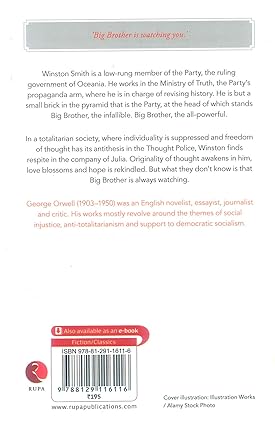 'Big Brother is watching you.'
Winston Smith is a low-rung member of the Party, the ruling
government of Oceania. He works in the Ministry of Truth, the Party's
propaganda arm, where he is in charge of revising history. He is but a
small brick in the pyramid that is the Party, at the head of which stands
Big Brother, the infallible. Big Brother, the all-powerful.
In a totalitarian society, where individuality is suppressed and freedom
of thought has its antithesis in the Thought Police, Winston finds
respite in the company of Julia. Originality of thought awakens in him,
love blossoms and hope is rekindled. But what they don't know is that
Big Brother is always watching.
George Orwell (1903–1950) was an English novelist, essayist, journalist
and critic. His works mostly revolve around the themes of social
injustice, anti-totalitarianism and support to democratic socialism.
Also available as an e-book
Fiction/Classics
ISBN 978-81-291-1611-6
9 788129 116116
₹195
RUPA
www.rupapublications.com
Cover illustration: Illustration Works
/ Alamy Stock Photo